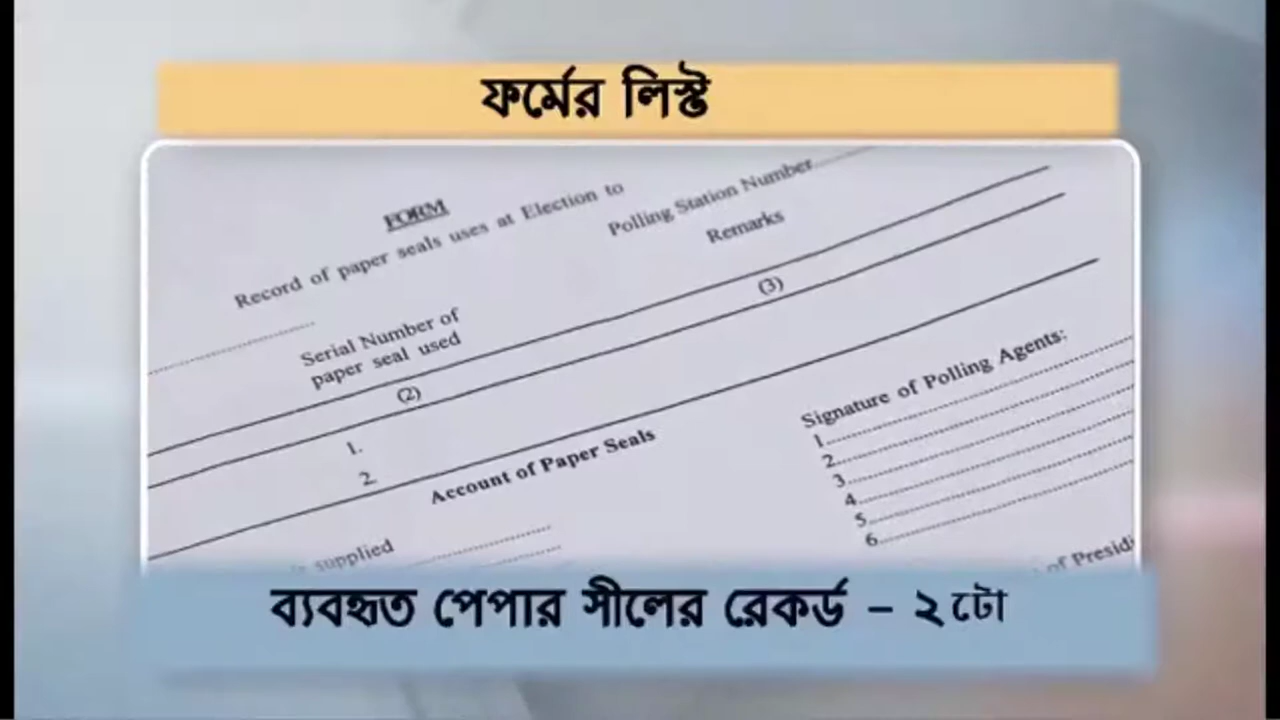 ফর্মের লিস্ট
FORM
Record of paper seals uses at Election to
Polling Station Number..........
Serial Number of
paper seal used
Remarks
(2)
(3)
1.
2.
Account of Paper Seals
supplied
Signature of Polling Agents:
1..........
2..........
3..........
4..........
5..........
6..........
of Presidi
ব্যবহৃত পেপার সীলের রেকর্ড – ২টো